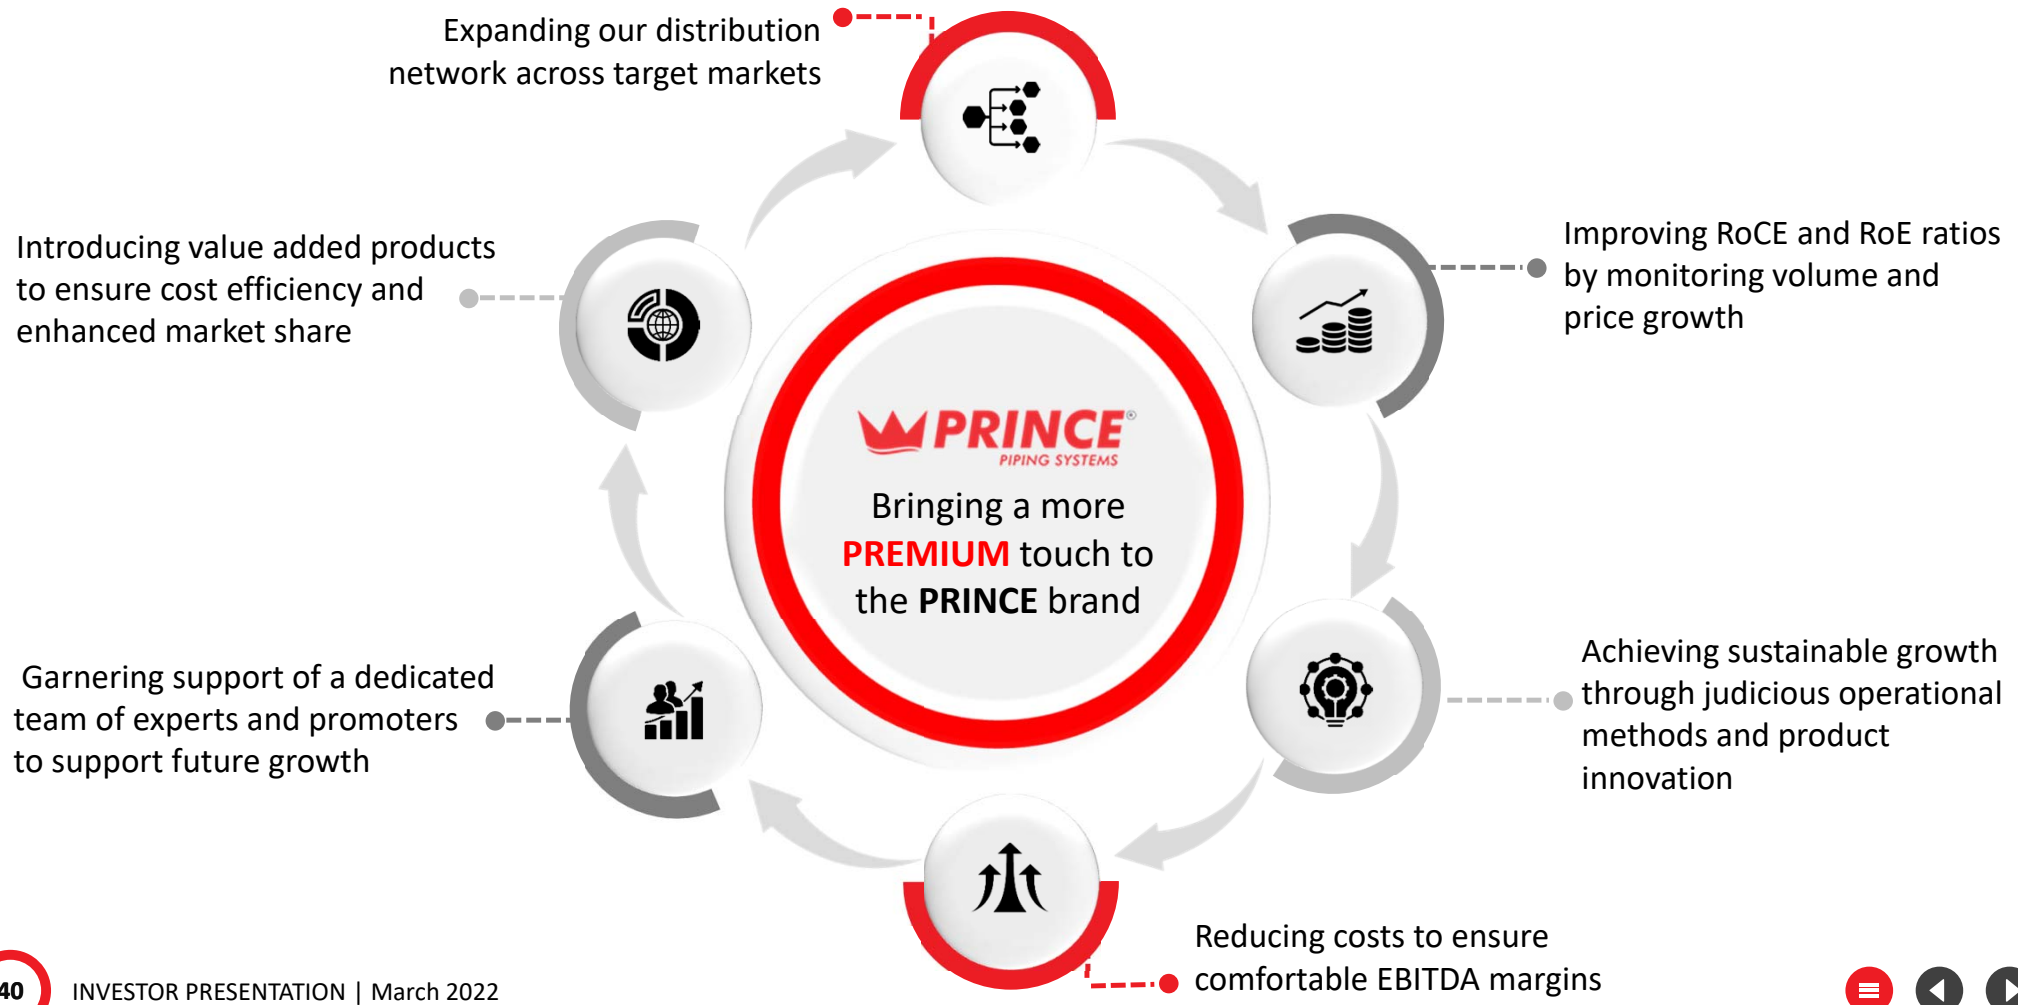 Expanding our distribution
network across target markets
Improving RoCE and RoE ratios
by monitoring volume and
price growth
Introducing value added products
to ensure cost efficiency and
enhanced market share
PRINCE®
PIPING SYSTEMS
Bringing a more
PREMIUM touch to
the PRINCE brand
Achieving sustainable growth
through judicious operational
methods and product
innovation
Garnering support of a dedicated
team of experts and promoters
to support future growth
Reducing costs to ensure
comfortable EBITDA margins
40
INVESTOR PRESENTATION | March 2022